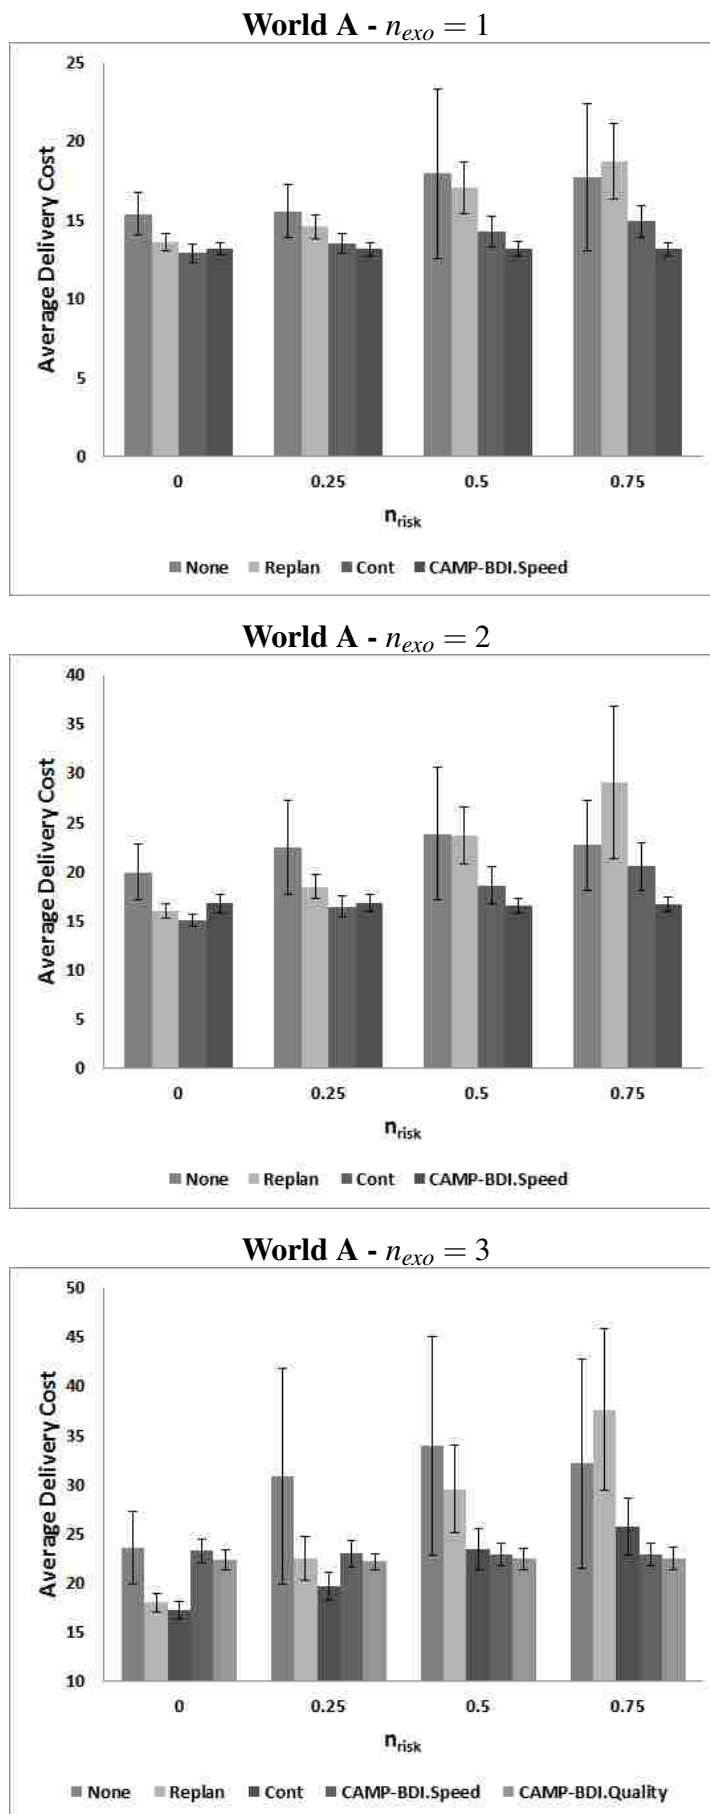 World A - n_exo = 1
Average Delivery Cost
25
20
15
10
5
0
0 0.25 0.5 0.75
n_risk
None Replan Cont CAMP-BDI.Speed
World A - n_exo = 2
Average Delivery Cost
40
35
30
25
20
15
10
5
0
0 0.25 0.5 0.75
n_risk
None Replan Cont CAMP-BDI.Speed
World A - n_exo = 3
Average Delivery Cost
50
45
40
35
30
25
20
15
10
0 0.25 0.5 0.75
n_risk
None Replan Cont CAMP-BDI.Speed CAMP-BDI.Quality